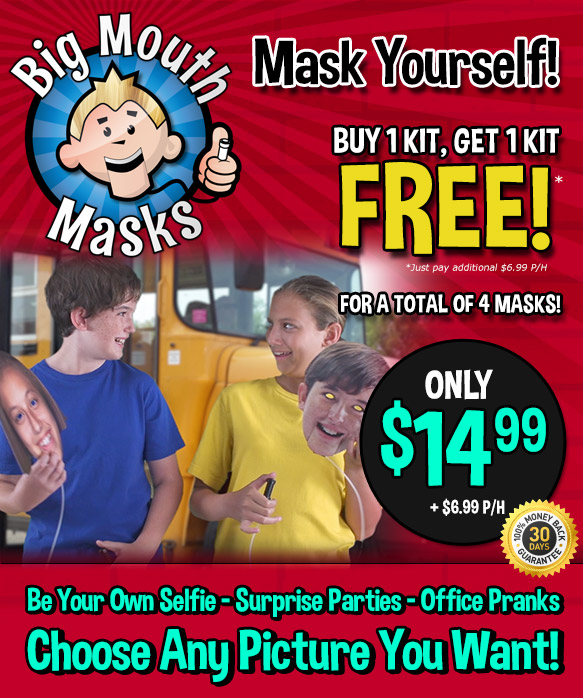 Big Mouth
Masks
Mask Yourself!
BUY 1 KIT, GET 1 KIT
FREE!*
*Just pay additional $6.99 P/H
FOR A TOTAL OF 4 MASKS!
ONLY
$14 99
+ $6.99 P/H
100% MONEY BACK
30
DAYS
GUARANTEE
Be Your Own Selfie - Surprise Parties - Office Pranks
Choose Any Picture You Want!